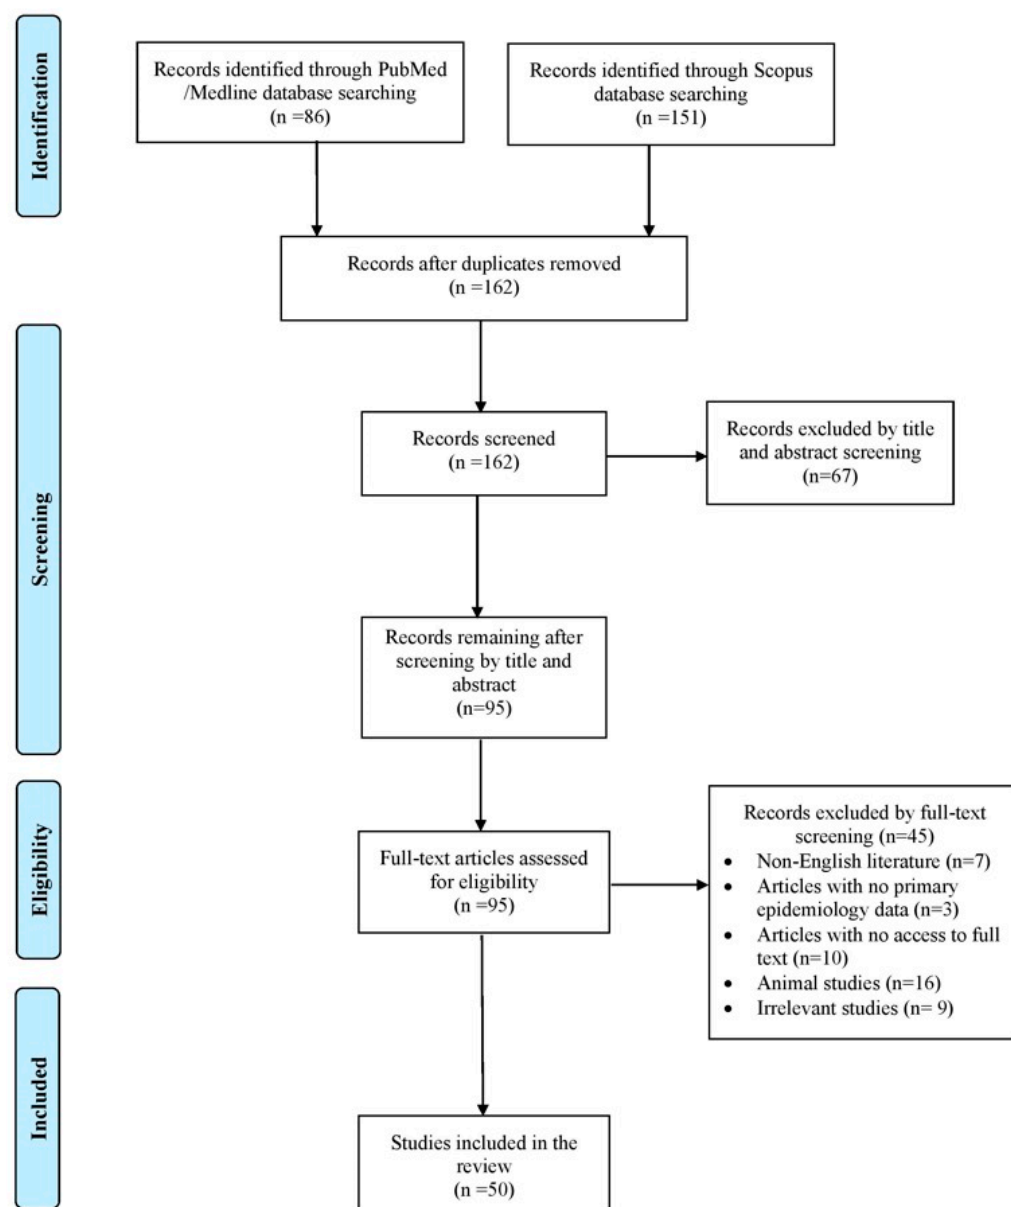 Identification
Records identified through PubMed
/Medline database searching
(n =86)
Records identified through Scopus
database searching
(n =151)
Records after duplicates removed
(n =162)
Screening
Records screened
(n =162)
Records excluded by title
and abstract screening
(n=67)
Records remaining after
screening by title and
abstract
(n=95)
Eligibility
Full-text articles assessed
for eligibility
(n =95)
Records excluded by full-text
screening (n=45)
• Non-English literature (n=7)
• Articles with no primary
epidemiology data (n=3)
• Articles with no access to full
text (n=10)
• Animal studies (n=16)
• Irrelevant studies (n= 9)
Included
Studies included in the
review
(n =50)